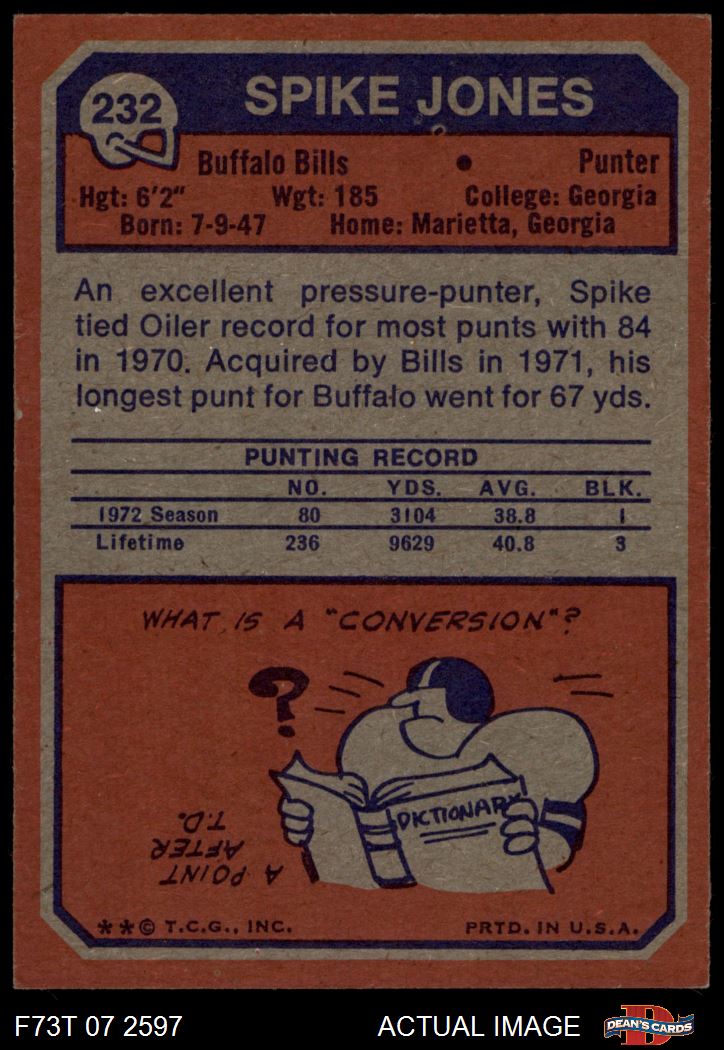 232
SPIKE JONES
Buffalo Bills • Punter
Hgt: 6'2" Wgt: 185 College: Georgia
Born: 7-9-47 Home: Marietta, Georgia
An excellent pressure-punter, Spike
tied Oiler record for most punts with 84
in 1970. Acquired by Bills in 1971, his
longest punt for Buffalo went for 67 yds.
PUNTING RECORD
NO. YDS. AVG. BLK.
1972 Season 80 3104 38.8 1
Lifetime 236 9629 40.8 3
WHAT IS A "CONVERSION"?
?
DICTIONARY
A POINT
AFTER
T.D.
**© T.C.G., INC. PRTD. IN U.S.A.
F73T 07 2597 ACTUAL IMAGE
D
DEAN'S CARDS